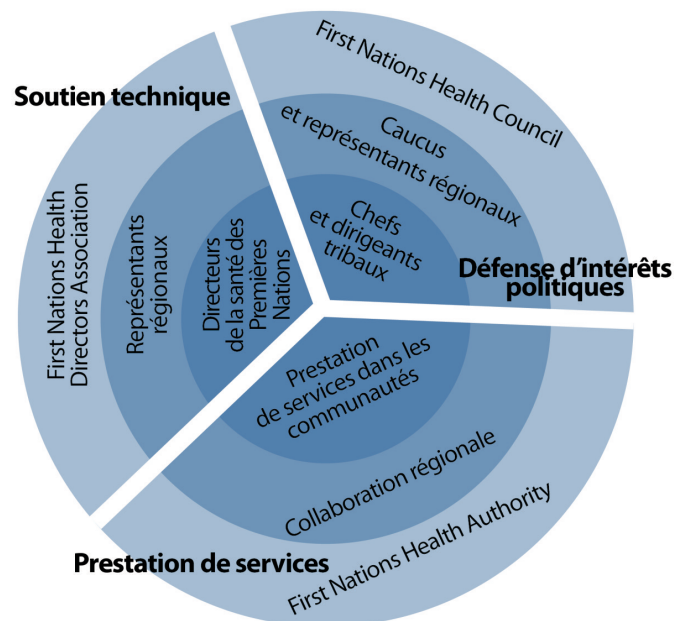 Soutien technique
First Nations Health
Directors Association
Représentants
régionaux
Directeurs
de la santé des
Premières
Nations
First Nations Health Council
Caucus
et représentants régionaux
Chefs
et dirigeants
tribaux
Défense d’intérêts
politiques
Prestation
de services dans les
communautés
Collaboration régionale
First Nations Health Authority
Prestation de services